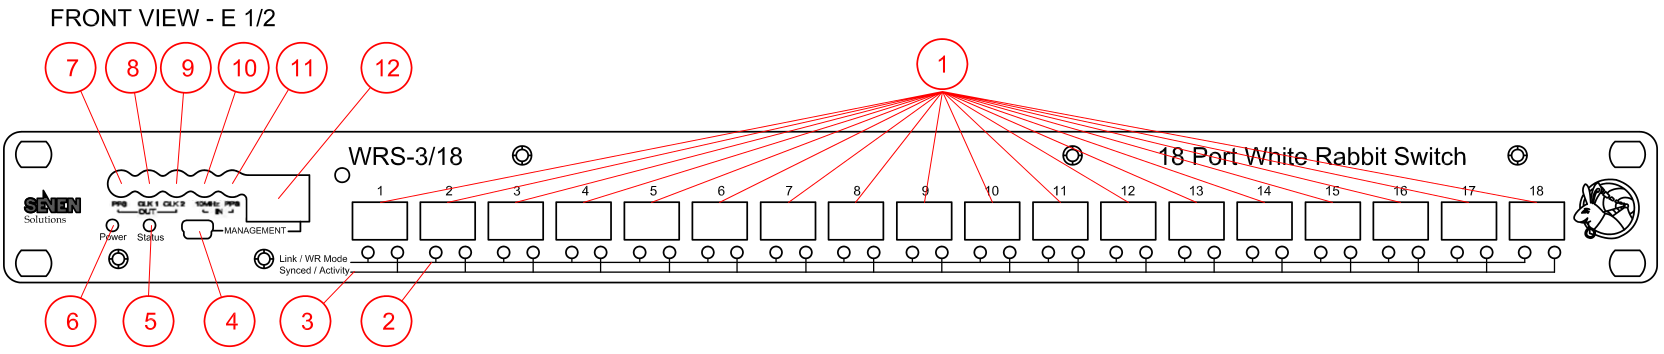 FRONT VIEW - E 1/2
7 8 9 10 11 12 1
WRS-3/18 18 Port White Rabbit Switch
1 2 3 4 5 6 7 8 9 10 11 12 13 14 15 16 17 18
SEVEN
Solutions
PPS CLK 1 CLK 2 10MHz PPS
OUT IN
Power Status MANAGEMENT
Link / WR Mode
Synced / Activity
6 5 4 3 2